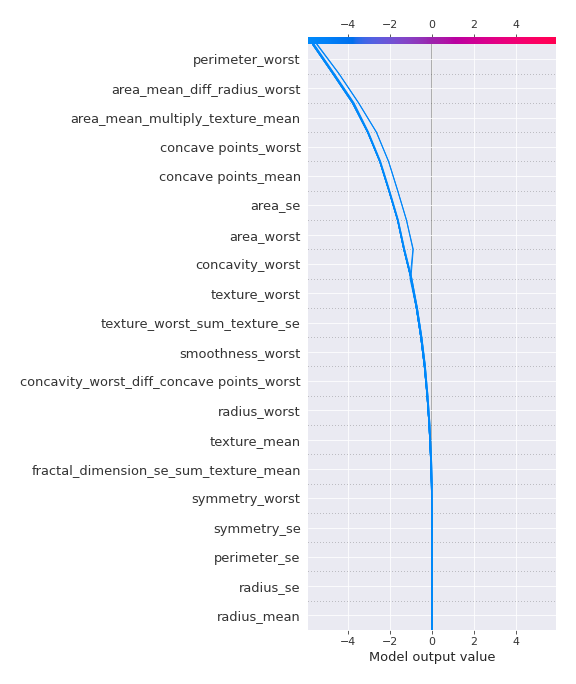 −4 −2 0 2 4
perimeter_worst
area_mean_diff_radius_worst
area_mean_multiply_texture_mean
concave points_worst
concave points_mean
area_se
area_worst
concavity_worst
texture_worst
texture_worst_sum_texture_se
smoothness_worst
concavity_worst_diff_concave points_worst
radius_worst
texture_mean
fractal_dimension_se_sum_texture_mean
symmetry_worst
symmetry_se
perimeter_se
radius_se
radius_mean
−4 −2 0 2 4
Model output value